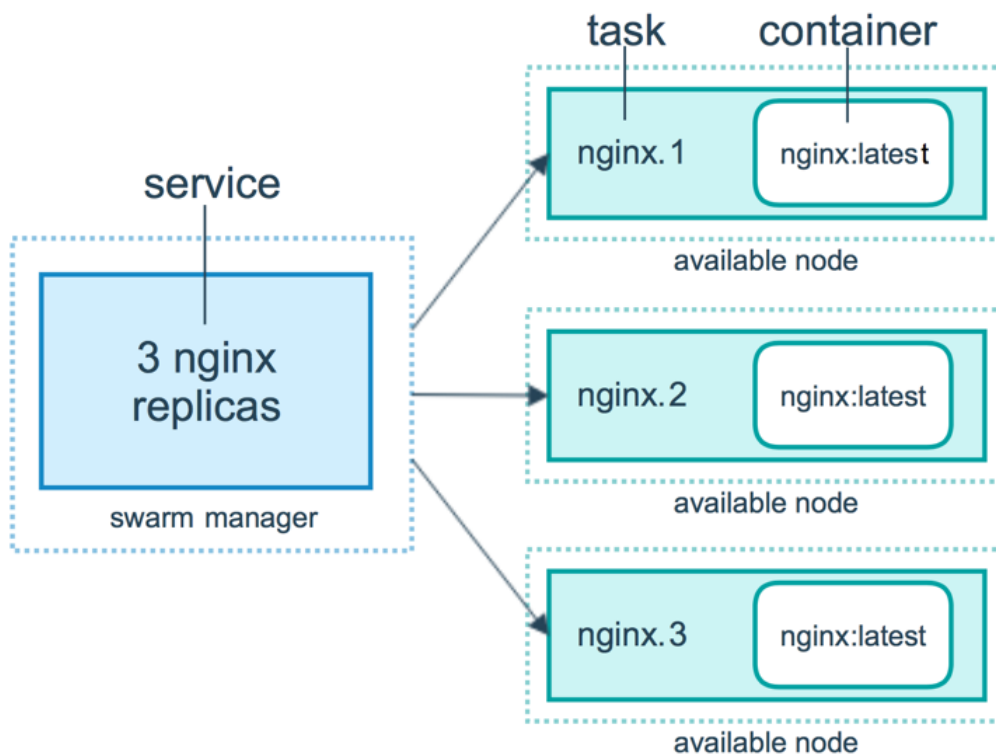 task
container
nginx.1
nginx:latest
available node
service
3 nginx
replicas
swarm manager
nginx.2
nginx:latest
available node
nginx.3
nginx:latest
available node